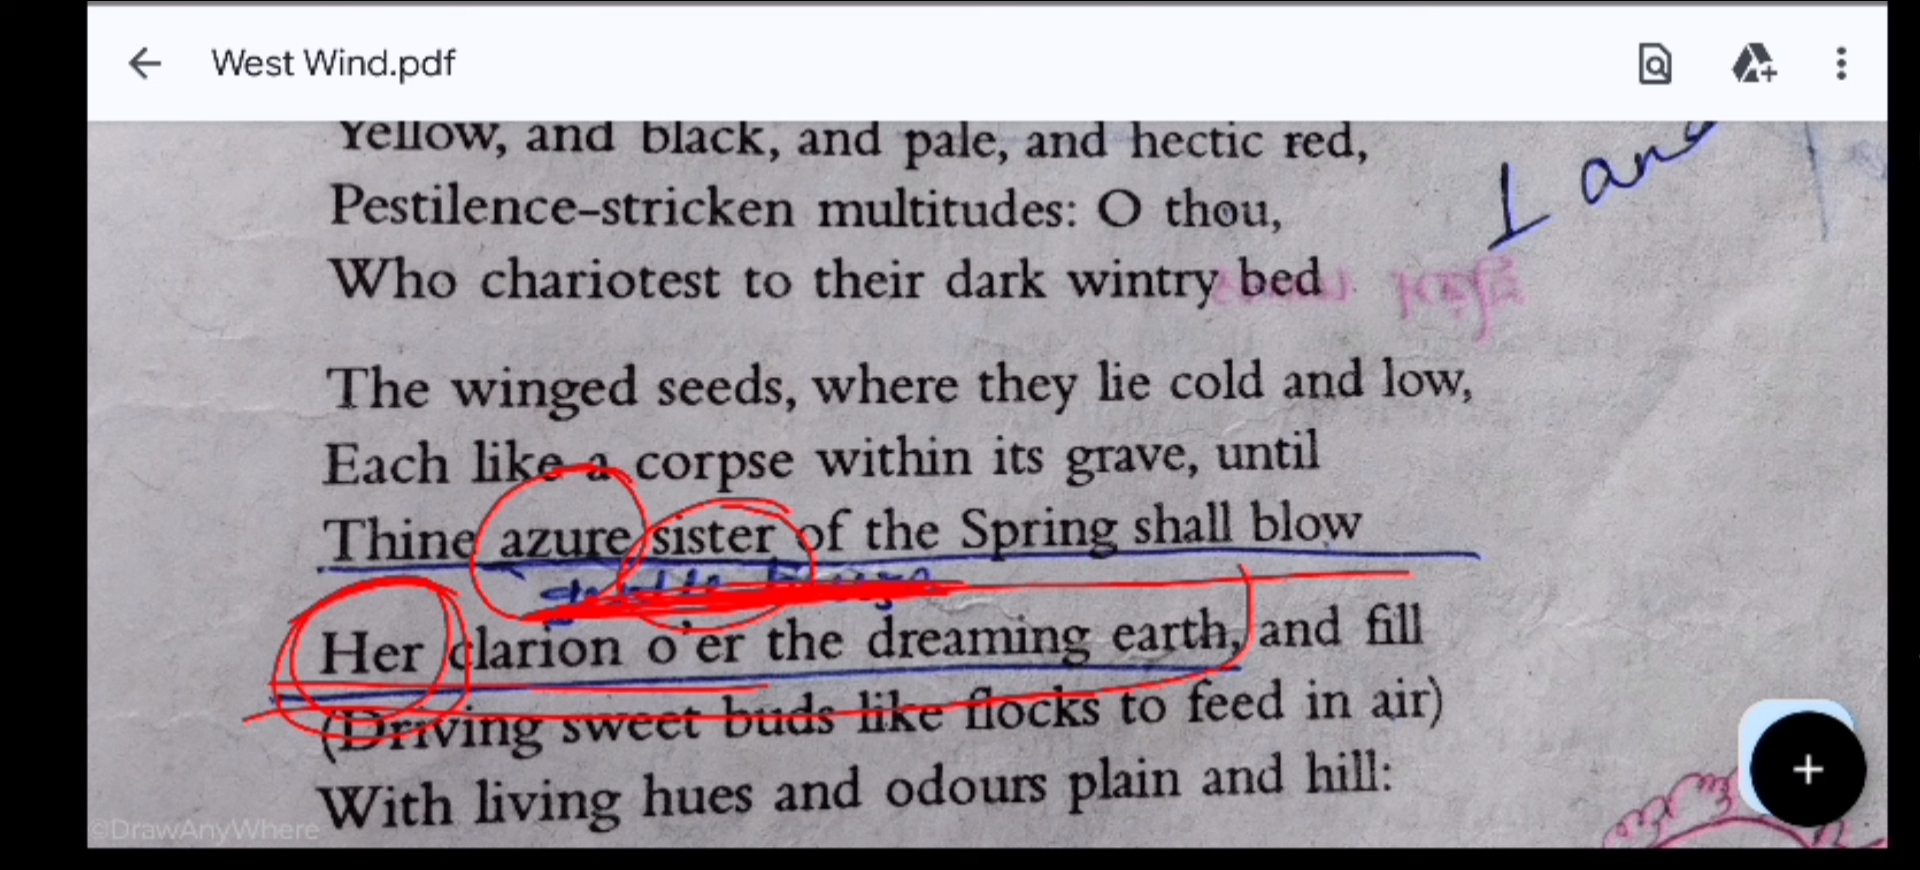 West Wind.pdf
Yellow, and black, and pale, and hectic red,
Pestilence-stricken multitudes: O thou,
Who chariotest to their dark wintry bed
The winged seeds, where they lie cold and low,
Each like a corpse within its grave, until
Thine azure sister of the Spring shall blow
Her clarion o'er the dreaming earth, and fill
(Driving sweet buds like flocks to feed in air)
With living hues and odours plain and hill:
I and
©DrawAnyWhere